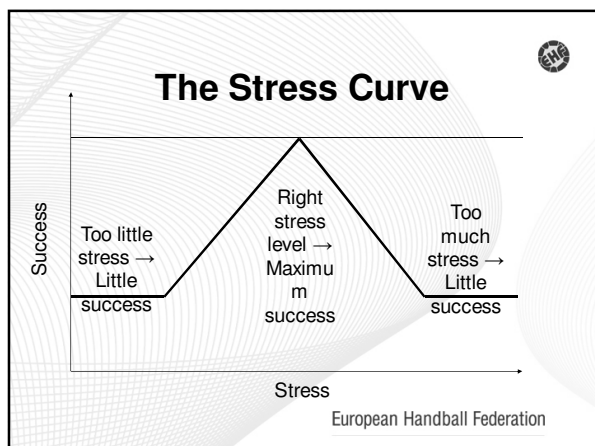 EHF
The Stress Curve
Success
Too little
stress →
Little
success
Right
stress
level →
Maximu
m
success
Too
much
stress →
Little
success
Stress
European Handball Federation